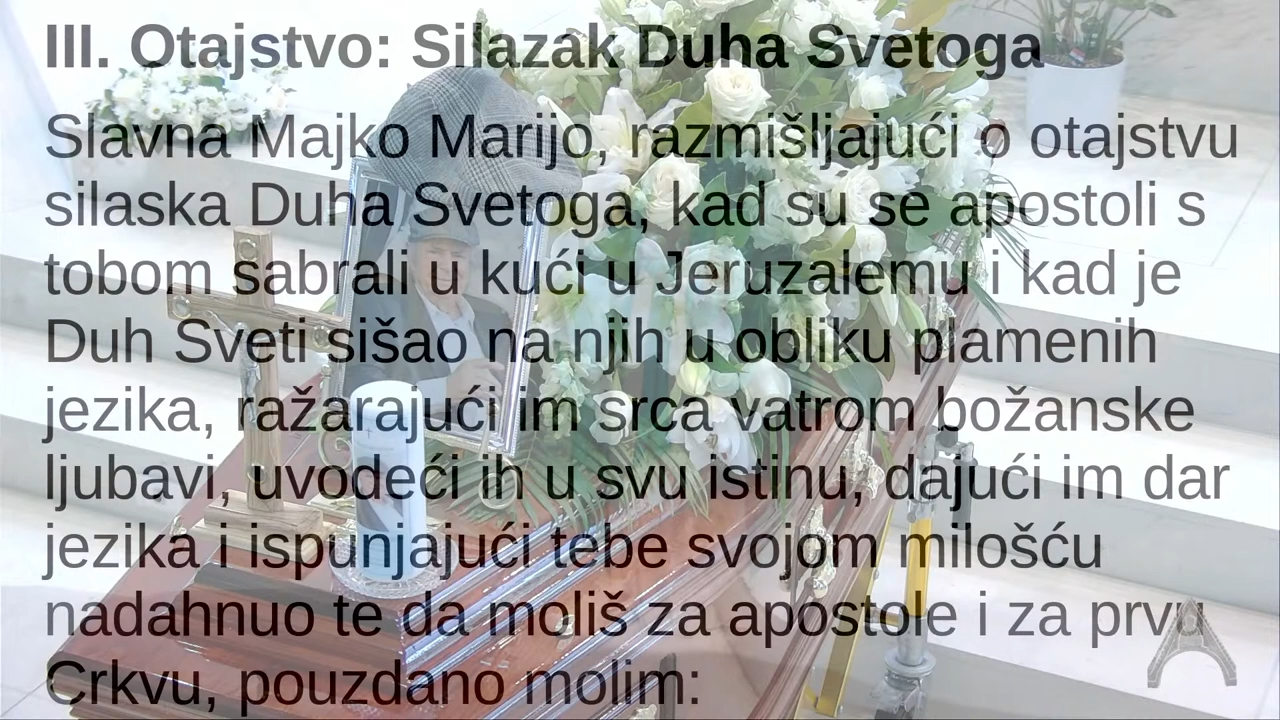 III. Otajstvo: Silazak Duha Svetoga
Slavna Majko Marijo, razmišljajući o otajstvu
silaska Duha Svetoga, kad su se apostoli s
tobom sabrali u kući u Jeruzalemu i kad je
Duh Sveti sišao na njih u obliku plamenih
jezika, ražarajući im srca vatrom božanske
ljubavi, uvodeći ih u svu istinu, dajući im dar
jezika i ispunjajući tebe svojom milošću
nadahnuo te da moliš za apostole i za prvu
Crkvu, pouzdano molim: